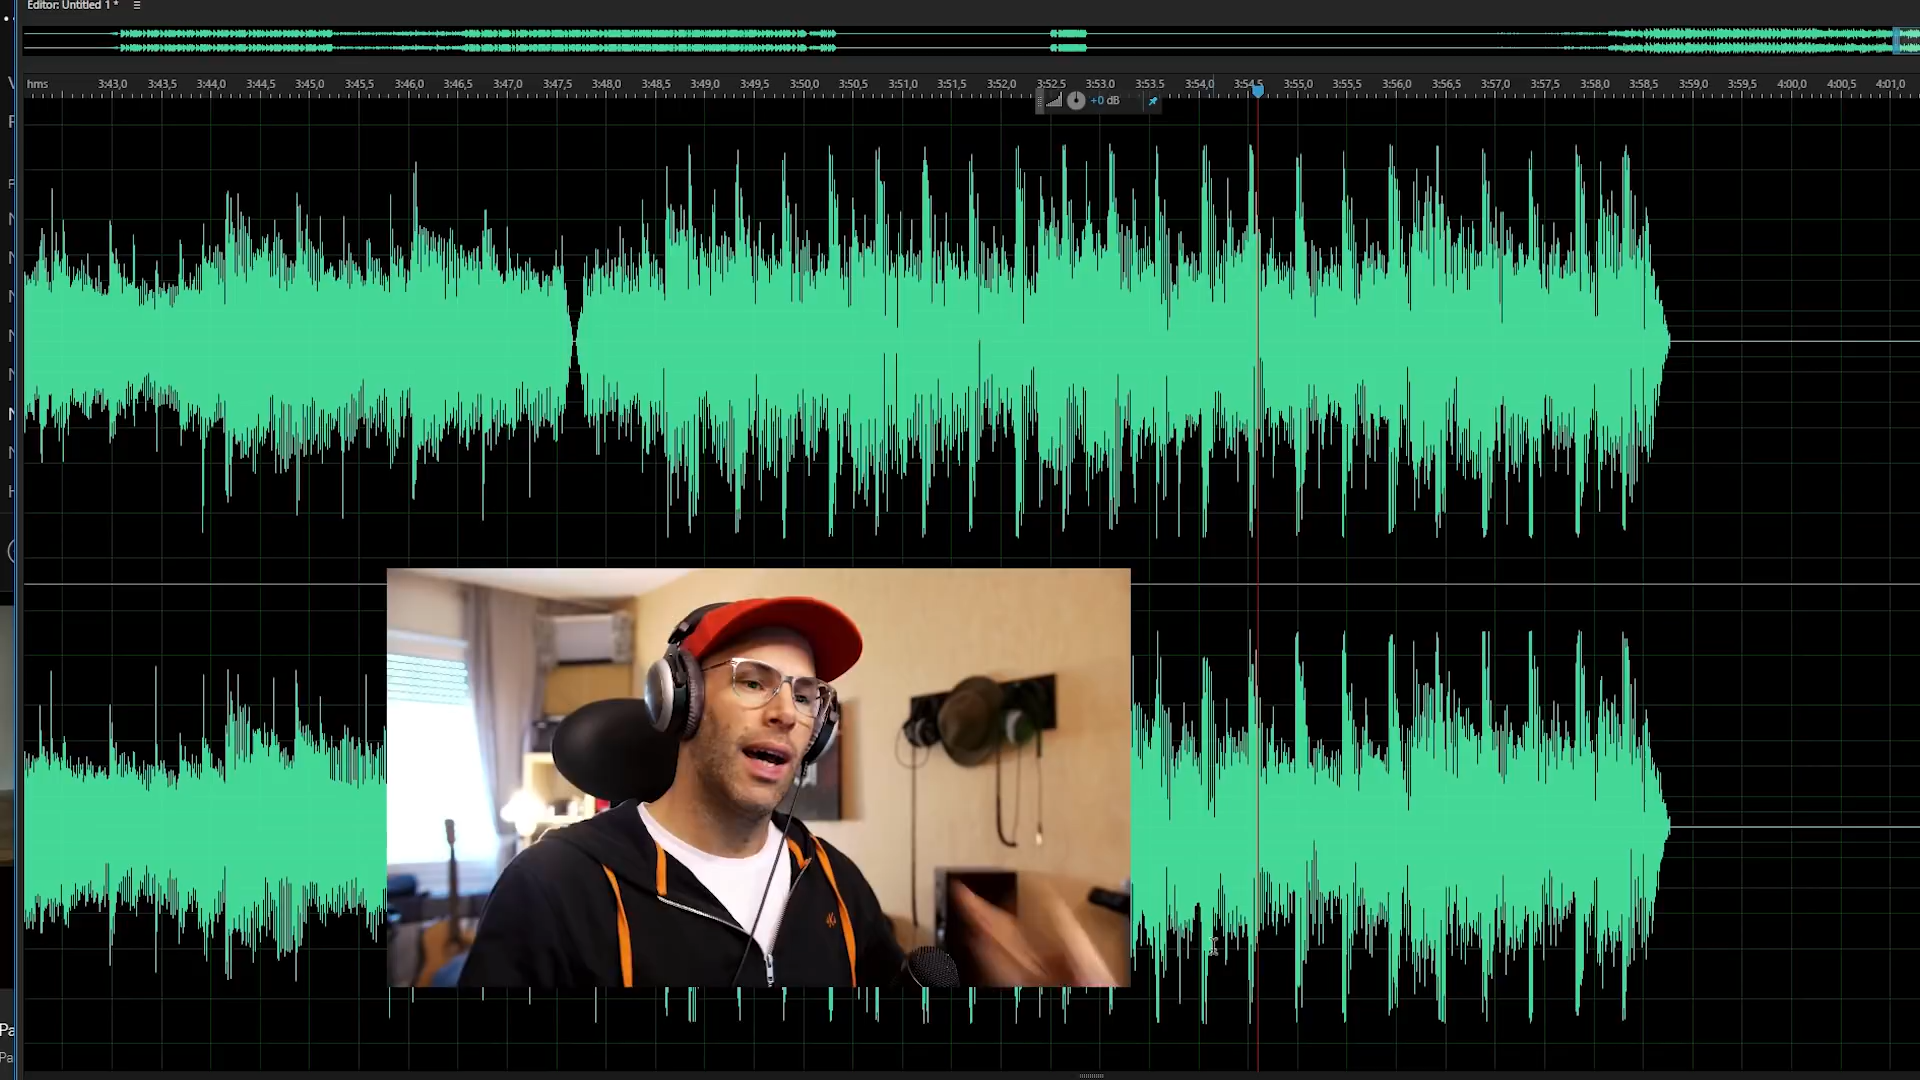 Editor: Untitled 1 *
hms 3:43,0 3:43,5 3:44,0 3:44,5 3:45,0 3:45,5 3:46,0 3:46,5 3:47,0 3:47,5 3:48,0 3:48,5 3:49,0 3:49,5 3:50,0 3:50,5 3:51,0 3:51,5 3:52,0 3:52,5 3:53,0 3:53,5 3:54,0 3:54,5 3:55,0 3:55,5 3:56,0 3:56,5 3:57,0 3:57,5 3:58,0 3:58,5 3:59,0 3:59,5 4:00,0 4:00,5 4:01,0
+0 dB
Pa
Pa